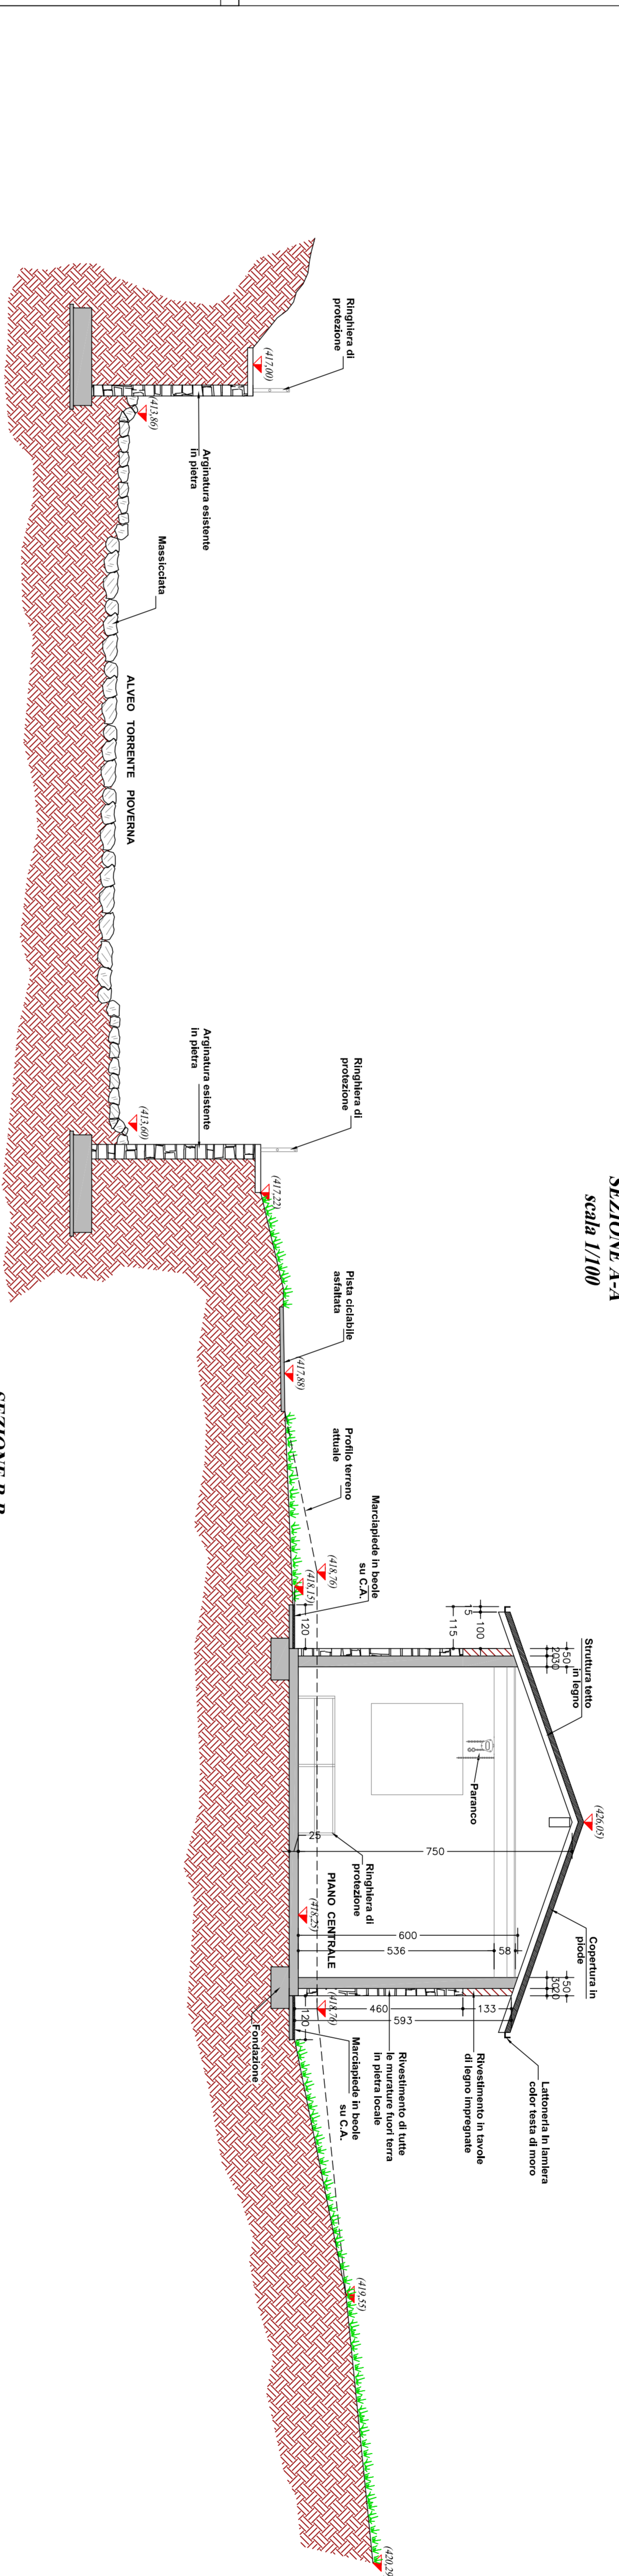 SEZIONE A-A
scala 1/100
Ringhiera di
protezione
(417,00)
(413,86)
Arginatura esistente
in pietra
Massicciata
ALVEO TORRENTE PIOVERNA
Arginatura esistente
in pietra
(413,60)
Ringhiera di
protezione
(417,22)
Pista ciclabile
asfaltata
(417,88)
Profilo terreno
attuale
Marciapiede in beole
su C.A.
(418,76)
(418,15)
120
15
100
115
Struttura tetto
in legno
50
20
30
Paranco
(426,05)
750
25
Ringhiera di
protezione
PIANO CENTRALE
(418,25)
600
536
58
Copertura in
piode
50
30
20
460
133
593
(418,76)
120
Fondazione
Marciapiede in beole
su C.A.
Rivestimento di tutte
le murature fuori terra
in pietra locale
Rivestimento in tavole
di legno impregnate
Lattoneria in lamiera
color testa di moro
(419,55)
(420,29
SEZIONE B-B